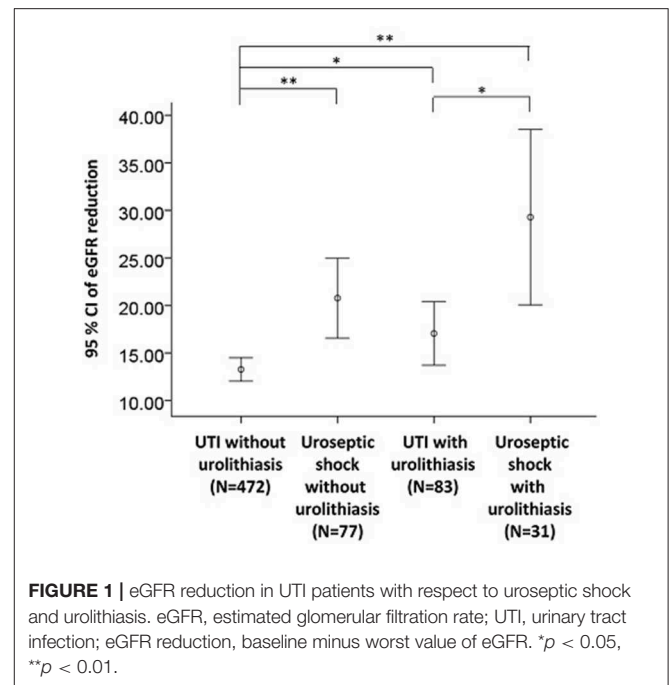 **
*
**
*
40.00
35.00
30.00
25.00
20.00
15.00
10.00
95 % CI of eGFR reduction
UTI without
urolithiasis
(N=472)
Uroseptic
shock
without
urolithiasis
(N=77)
UTI with
urolithiasis
(N=83)
Uroseptic
shock
with
urolithiasis
(N=31)
FIGURE 1 | eGFR reduction in UTI patients with respect to uroseptic shock
and urolithiasis. eGFR, estimated glomerular filtration rate; UTI, urinary tract
infection; eGFR reduction, baseline minus worst value of eGFR. *p < 0.05,
**p < 0.01.